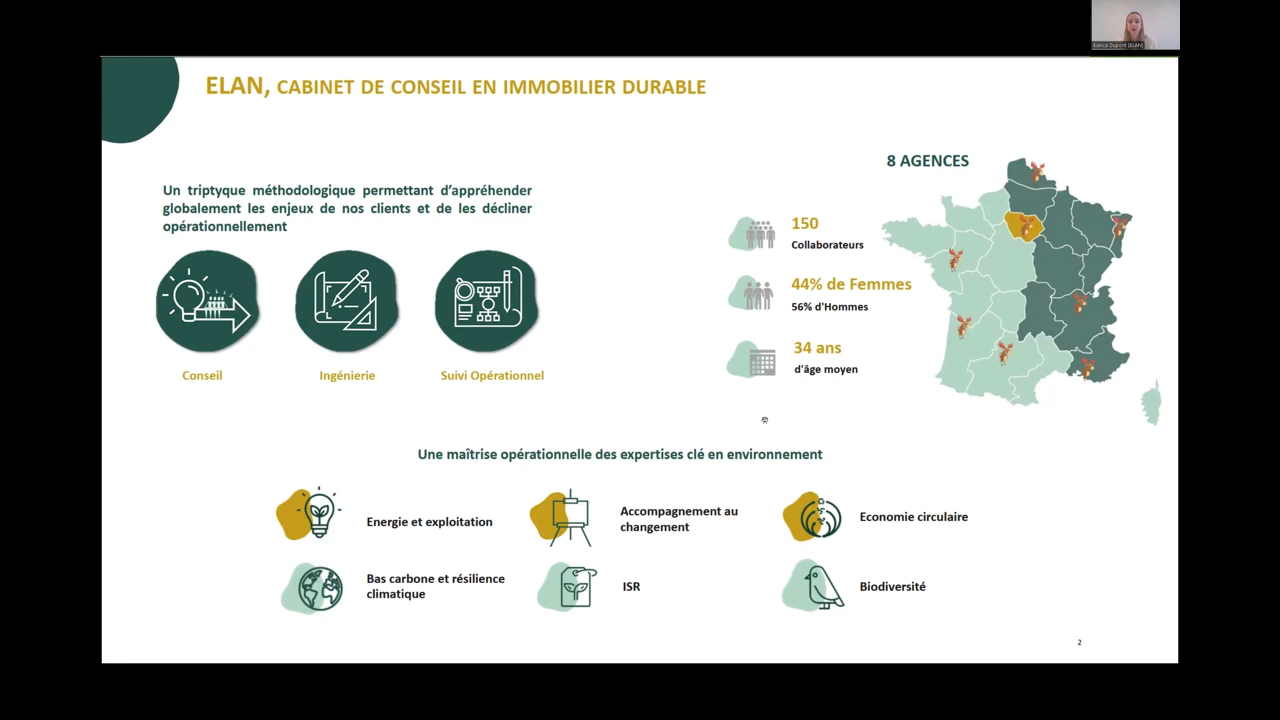 Bianca Dupont [ELAN]
ELAN, CABINET DE CONSEIL EN IMMOBILIER DURABLE
Un triptyque méthodologique permettant d'appréhender
globalement les enjeux de nos clients et de les décliner
opérationnellement
Conseil
Ingénierie
Suivi Opérationnel
8 AGENCES
150
Collaborateurs
44% de Femmes
56% d'Hommes
34 ans
d'âge moyen
Une maîtrise opérationnelle des expertises clé en environnement
Energie et exploitation
Accompagnement au
changement
Economie circulaire
Bas carbone et résilience
climatique
ISR
Biodiversité
2